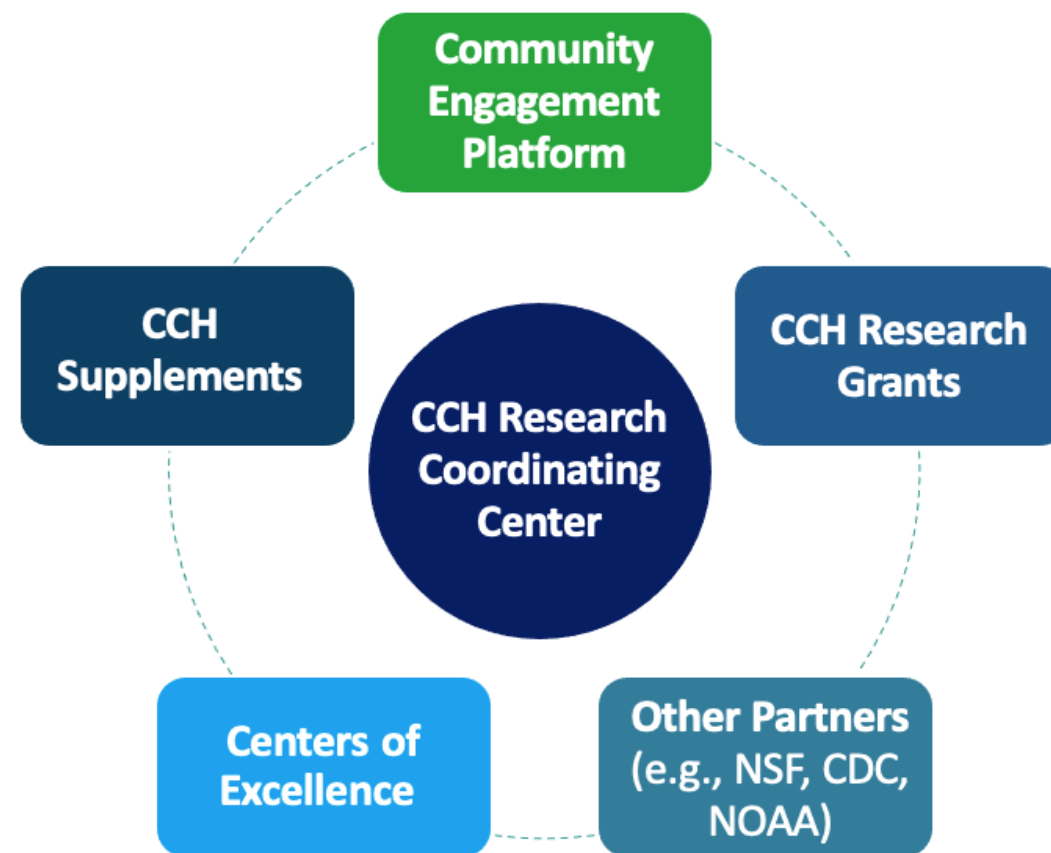 Community
Engagement
Platform
CCH
Supplements
CCH Research
Grants
CCH Research
Coordinating
Center
Centers of
Excellence
Other Partners
(e.g., NSF, CDC,
NOAA)